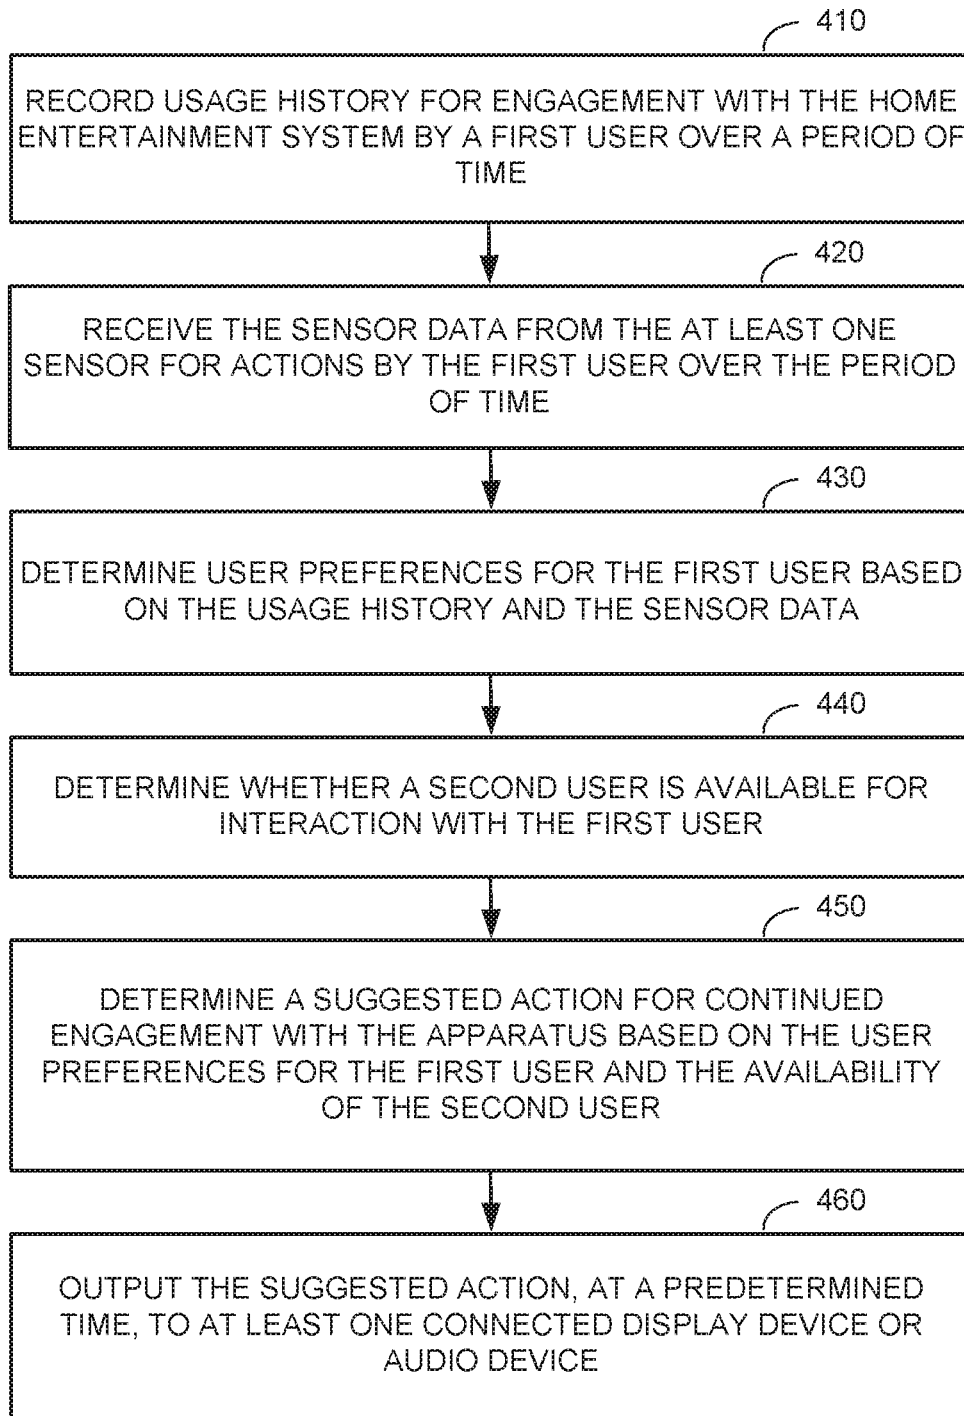 410
RECORD USAGE HISTORY FOR ENGAGEMENT WITH THE HOME
ENTERTAINMENT SYSTEM BY A FIRST USER OVER A PERIOD OF
TIME
420
RECEIVE THE SENSOR DATA FROM THE AT LEAST ONE
SENSOR FOR ACTIONS BY THE FIRST USER OVER THE PERIOD
OF TIME
430
DETERMINE USER PREFERENCES FOR THE FIRST USER BASED
ON THE USAGE HISTORY AND THE SENSOR DATA
440
DETERMINE WHETHER A SECOND USER IS AVAILABLE FOR
INTERACTION WITH THE FIRST USER
450
DETERMINE A SUGGESTED ACTION FOR CONTINUED
ENGAGEMENT WITH THE APPARATUS BASED ON THE USER
PREFERENCES FOR THE FIRST USER AND THE AVAILABILITY
OF THE SECOND USER
460
OUTPUT THE SUGGESTED ACTION, AT A PREDETERMINED
TIME, TO AT LEAST ONE CONNECTED DISPLAY DEVICE OR
AUDIO DEVICE